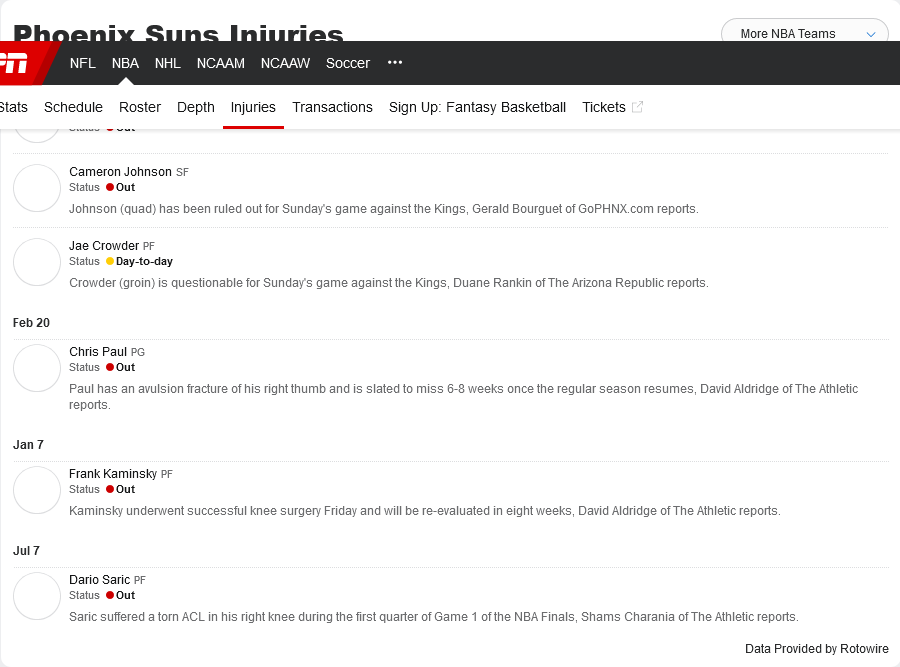 Phoenix Suns Injuries
More NBA Teams
NFL NBA NHL NCAAM NCAAW Soccer •••
Stats Schedule Roster Depth Injuries Transactions Sign Up: Fantasy Basketball Tickets
Status Out
Cameron Johnson SF
Status Out
Johnson (quad) has been ruled out for Sunday's game against the Kings, Gerald Bourguet of GoPHNX.com reports.
Jae Crowder PF
Status Day-to-day
Crowder (groin) is questionable for Sunday's game against the Kings, Duane Rankin of The Arizona Republic reports.
Feb 20
Chris Paul PG
Status Out
Paul has an avulsion fracture of his right thumb and is slated to miss 6-8 weeks once the regular season resumes, David Aldridge of The Athletic
reports.
Jan 7
Frank Kaminsky PF
Status Out
Kaminsky underwent successful knee surgery Friday and will be re-evaluated in eight weeks, David Aldridge of The Athletic reports.
Jul 7
Dario Saric PF
Status Out
Saric suffered a torn ACL in his right knee during the first quarter of Game 1 of the NBA Finals, Shams Charania of The Athletic reports.
Data Provided by Rotowire